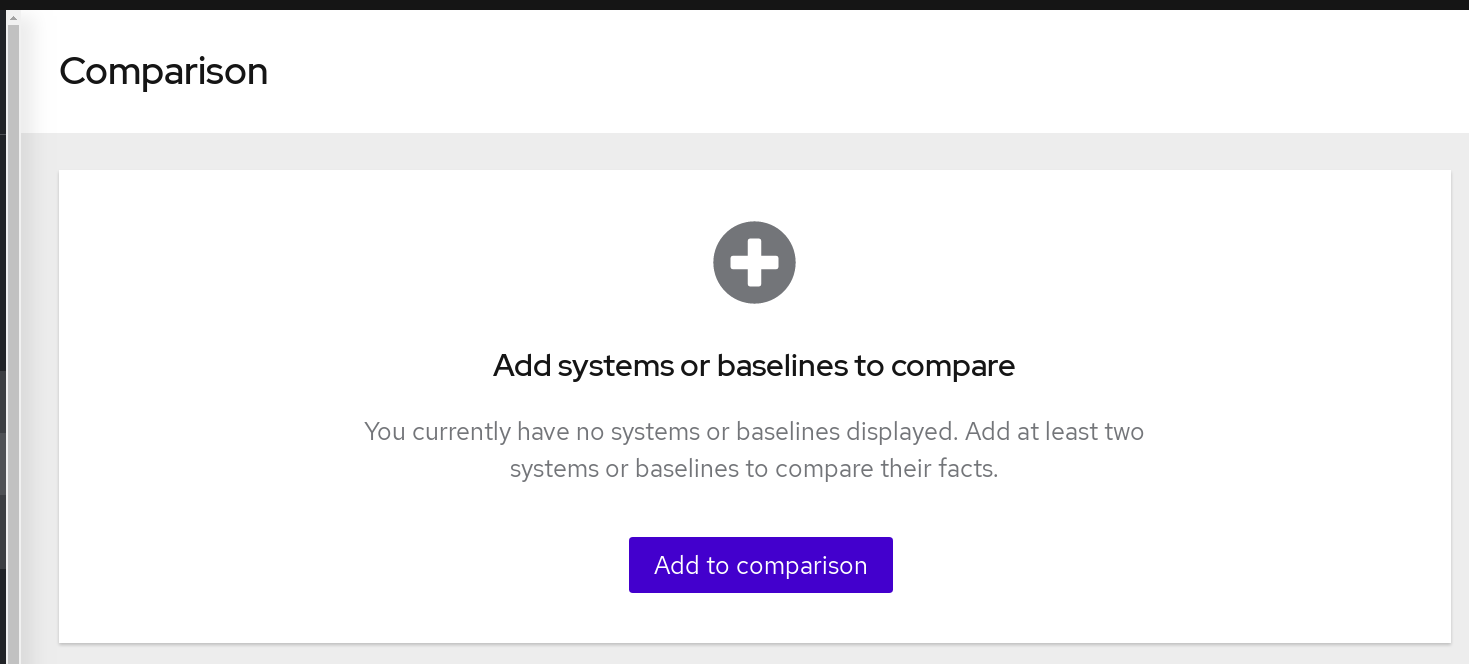 Comparison
Add systems or baselines to compare
You currently have no systems or baselines displayed. Add at least two
systems or baselines to compare their facts.
Add to comparison